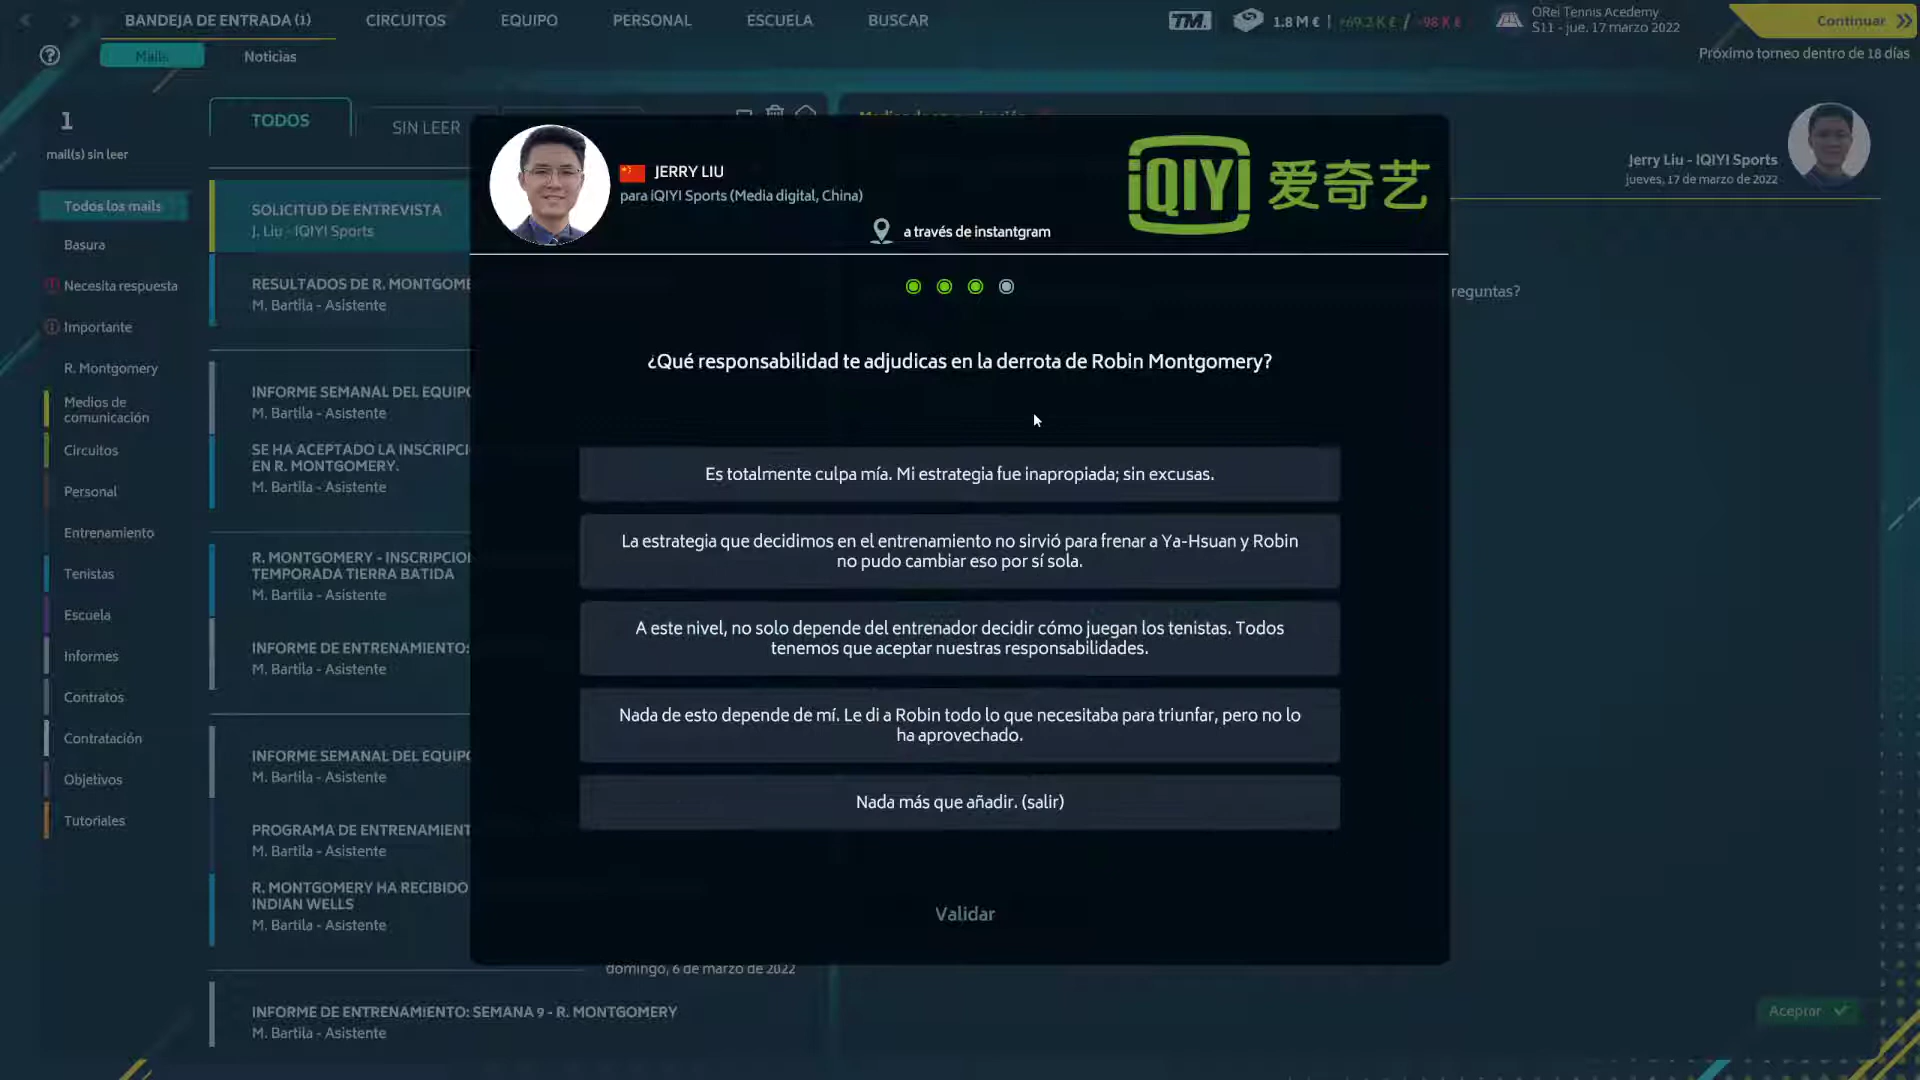 BANDEJA DE ENTRADA (1)
CIRCUITOS
EQUIPO
PERSONAL
ESCUELA
BUSCAR
TM.
1.8 M € | +69.2 K € / -98 K €
ORei Tennis Acedemy
S11 - jue. 17 marzo 2022
Continuar
Próximo torneo dentro de 18 días
Mails
Noticias
1
mail(s) sin leer
Todos los mails
Basura
Necesita respuesta
Importante
R. Montgomery
Medios de
comunicación
Circuitos
Personal
Entrenamiento
Tenistas
Escuela
Informes
Contratos
Contratación
Objetivos
Tutoriales
TODOS
SIN LEER
SOLICITUD DE ENTREVISTA
J. Liu - IQIYI Sports
RESULTADOS DE R. MONTGOME
M. Bartila - Asistente
INFORME SEMANAL DEL EQUIPO
M. Bartila - Asistente
SE HA ACEPTADO LA INSCRIPCI
EN R. MONTGOMERY.
M. Bartila - Asistente
R. MONTGOMERY - INSCRIPCION
TEMPORADA TIERRA BATIDA
M. Bartila - Asistente
INFORME DE ENTRENAMIENTO:
M. Bartila - Asistente
INFORME SEMANAL DEL EQUIPO
M. Bartila - Asistente
PROGRAMA DE ENTRENAMIENT
M. Bartila - Asistente
R. MONTGOMERY HA RECIBIDO
INDIAN WELLS
M. Bartila - Asistente
domingo, 6 de marzo de 2022
INFORME DE ENTRENAMIENTO: SEMANA 9 - R. MONTGOMERY
M. Bartila - Asistente
JERRY LIU
para iQIYI Sports (Media digital, China)
a través de instantgram
iQIYI 爱奇艺
¿Qué responsabilidad te adjudicas en la derrota de Robin Montgomery?
Es totalmente culpa mía. Mi estrategia fue inapropiada; sin excusas.
La estrategia que decidimos en el entrenamiento no sirvió para frenar a Ya-Hsuan y Robin
no pudo cambiar eso por sí sola.
A este nivel, no solo depende del entrenador decidir cómo juegan los tenistas. Todos
tenemos que aceptar nuestras responsabilidades.
Nada de esto depende de mí. Le di a Robin todo lo que necesitaba para triunfar, pero no lo
ha aprovechado.
Nada más que añadir. (salir)
Validar
Jerry Liu - IQIYI Sports
jueves, 17 de marzo de 2022
reguntas?
Aceptar